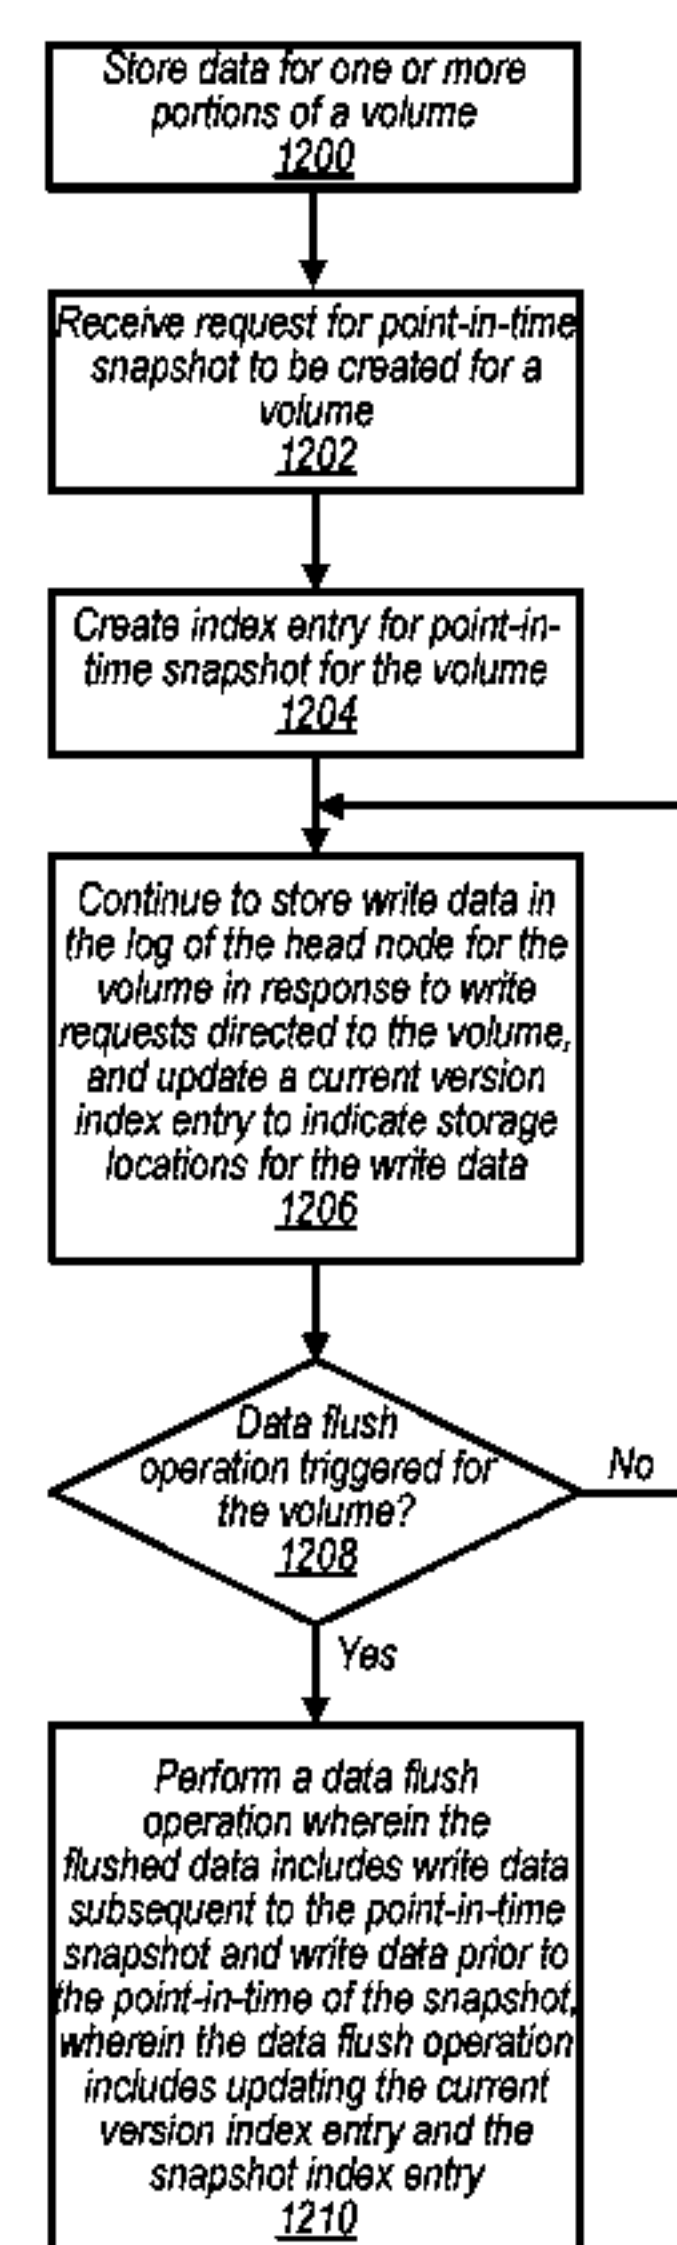 Store data for one or more
portions of a volume
1200
Receive request for point-in-time
snapshot to be created for a
volume
1202
Create index entry for point-in-
time snapshot for the volume
1204
Continue to store write data in
the log of the head node for the
volume in response to write
requests directed to the volume,
and update a current version
index entry to indicate storage
locations for the write data
1206
Data flush
operation triggered for
the volume?
1208
No
Yes
Perform a data flush
operation wherein the
flushed data includes write data
subsequent to the point-in-time
snapshot and write data prior to
the point-in-time of the snapshot,
wherein the data flush operation
includes updating the current
version index entry and the
snapshot index entry
1210